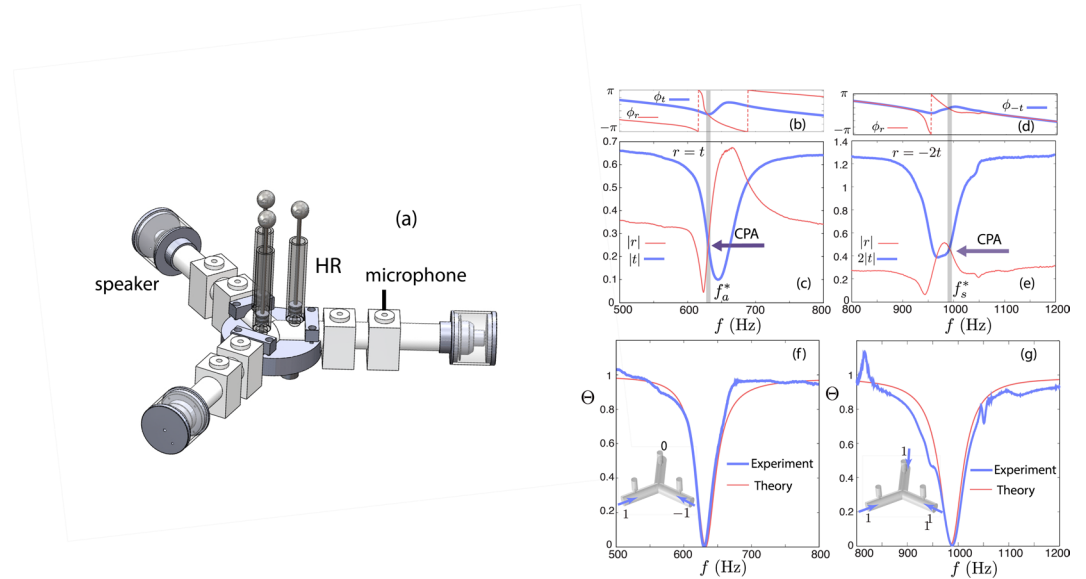 (a)
HR
microphone
speaker
π
−π
ϕt
ϕr
(b)
r = t
0.7
0.6
0.5
0.4
0.3
0.2
0.1
0
|r|
|t|
CPA
f*a
(c)
500 600 700 800
f (Hz)
π
−π
ϕ−t
ϕr
(d)
r = −2t
1.6
1.2
0.8
0.4
0
|r|
2|t|
CPA
f*s
(e)
800 900 1000 1100 1200
f (Hz)
(f)
Θ
1
0.8
0.6
0.4
0.2
0
0
1
−1
Experiment
Theory
500 600 700 800
f (Hz)
(g)
Θ
1
0.8
0.6
0.4
0.2
0
1
1
1
1
Experiment
Theory
800 900 1000 1100 1200
f (Hz)